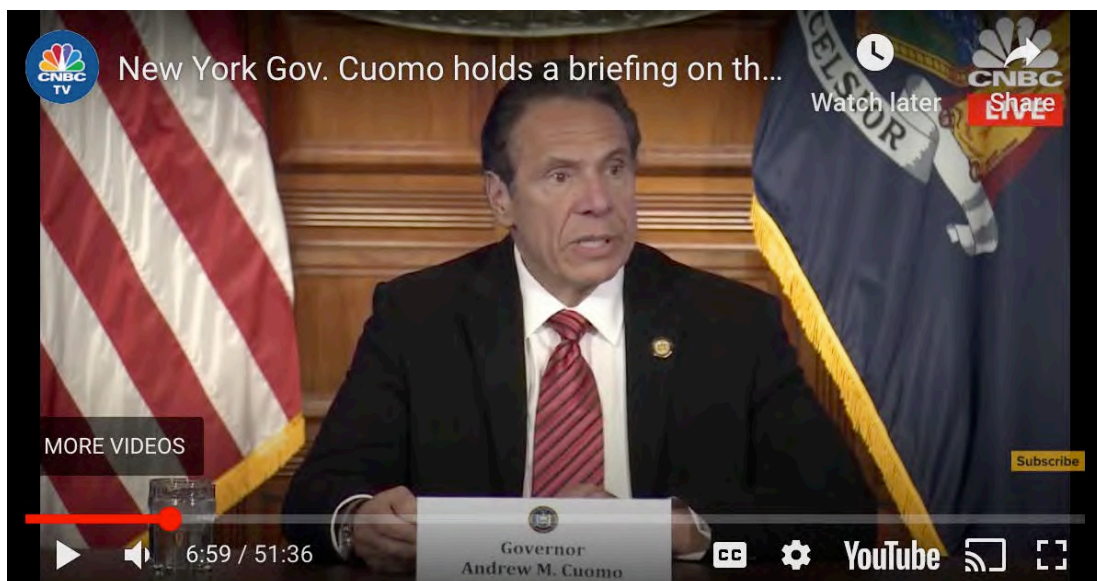 CNBC
TV
New York Gov. Cuomo holds a briefing on th...
Watch later
Share
CNBC
LIVE
CELSIOR
MORE VIDEOS
Subscribe
6:59 / 51:36
CC
YouTube
Governor
Andrew M. Cuomo